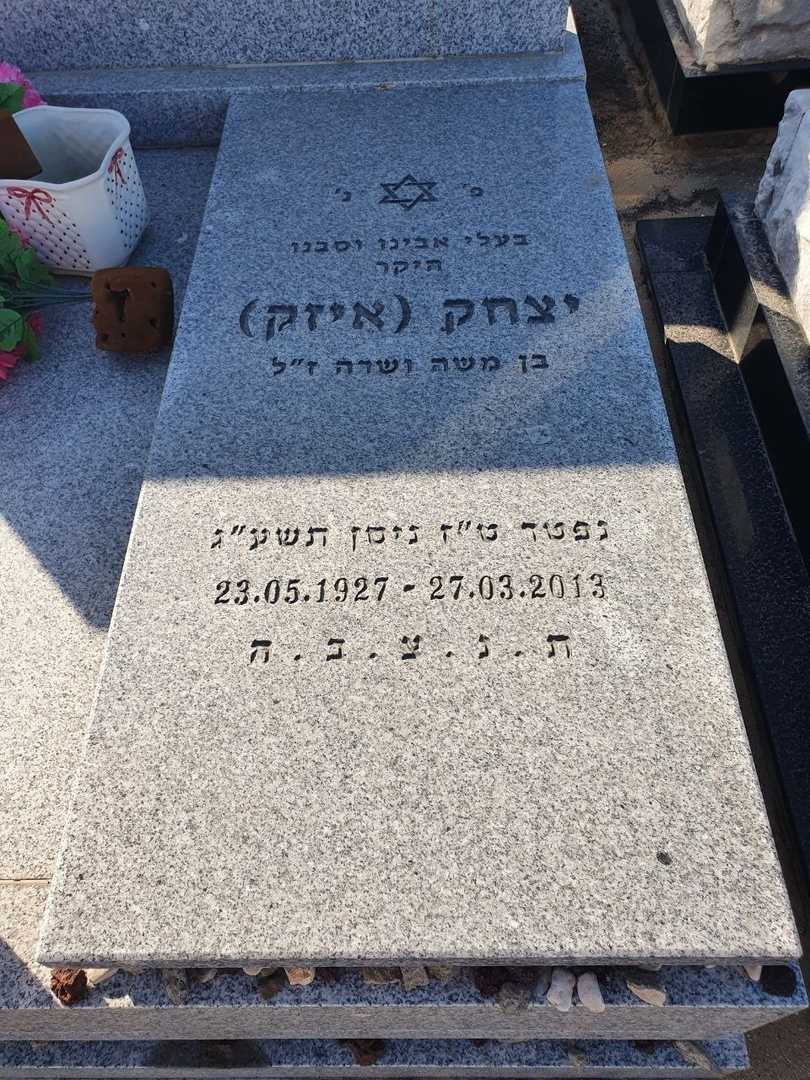 פ׳ נ׳
בעלי אבינו וסבנו
היקר
יצחק (איזק)
בן משה ושרה ז״ל
נפטר ט״ז ניסן תשע״ג
23.05.1927 - 27.03.2013
ת . נ . צ . ב . ה